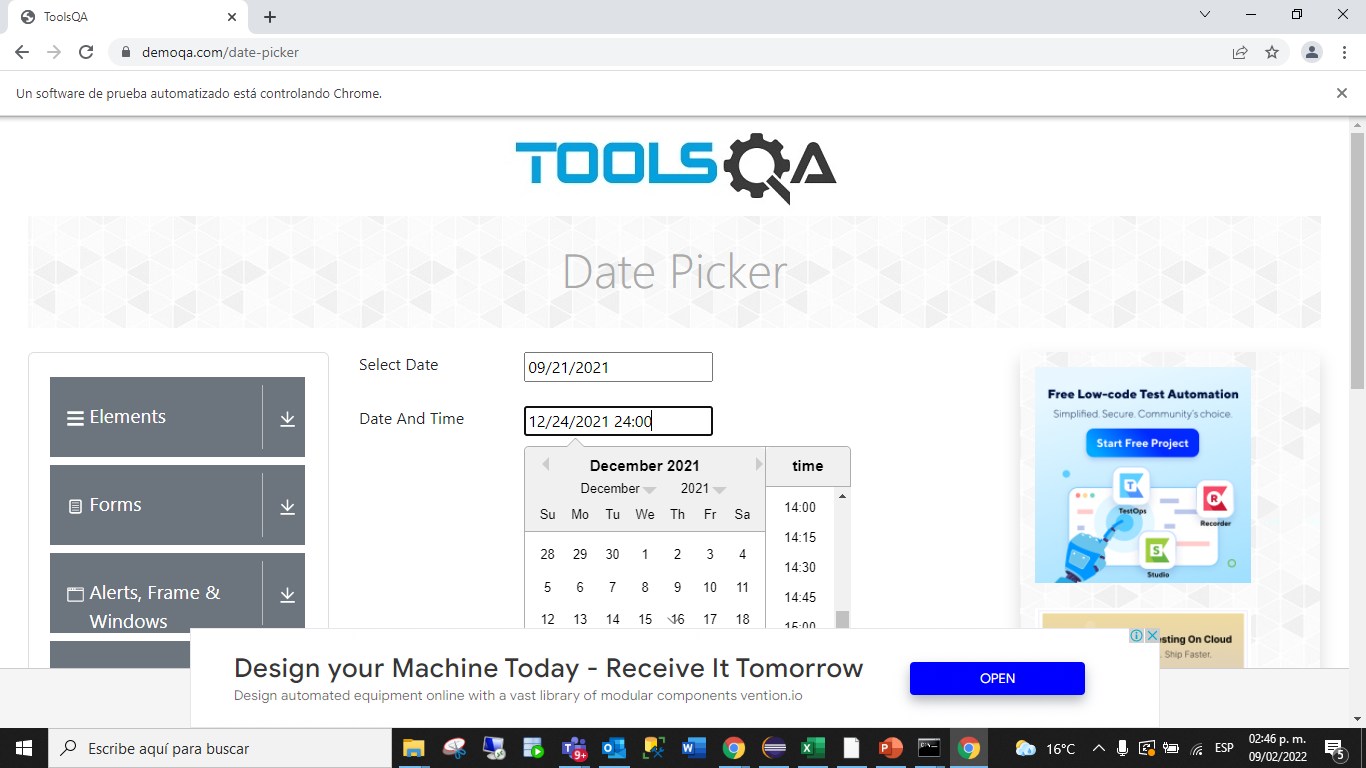 ToolsQA
demoqa.com/date-picker
Un software de prueba automatizado está controlando Chrome.
TOOLSQA
Date Picker
Elements
Forms
Alerts, Frame &
Windows
Select Date
09/21/2021
Date And Time
12/24/2021 24:00
December 2021
December
2021
Su Mo Tu We Th Fr Sa
28 29 30 1 2 3 4
5 6 7 8 9 10 11
12 13 14 15 16 17 18
time
14:00
14:15
14:30
14:45
15:00
Free Low-code Test Automation
Simplified. Secure. Community's choice.
Start Free Project
TestOps
Recorder
Studio
esting On Cloud
. Ship Faster.
Design your Machine Today - Receive It Tomorrow
Design automated equipment online with a vast library of modular components vention.io
OPEN
Escribe aquí para buscar
9+
16°C
ESP
02:46 p. m.
09/02/2022
5